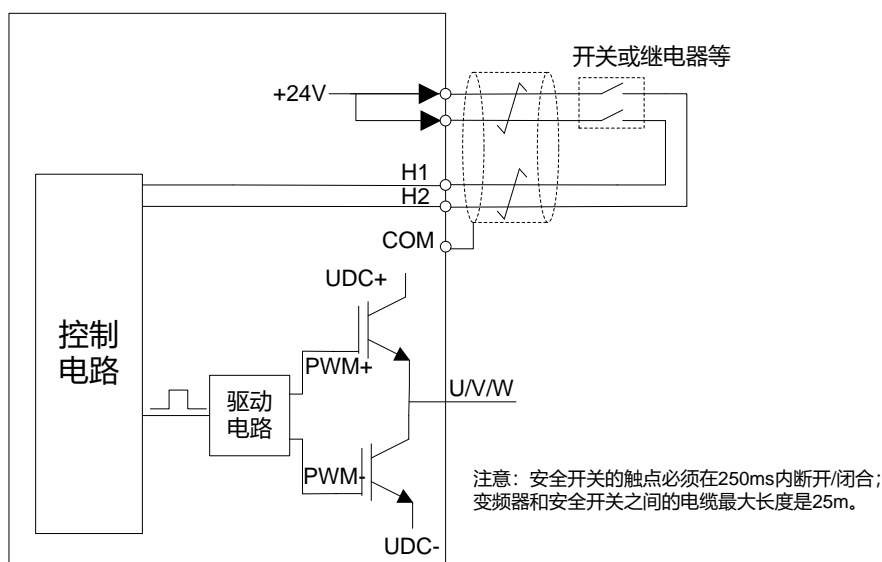 开关或继电器等
+24V
H1
H2
COM
UDC+
控制
电路
PWM+
驱动
电路
U/V/W
PWM-
注意：安全开关的触点必须在250ms内断开/闭合；
变频器和安全开关之间的电缆最大长度是25m。
UDC-